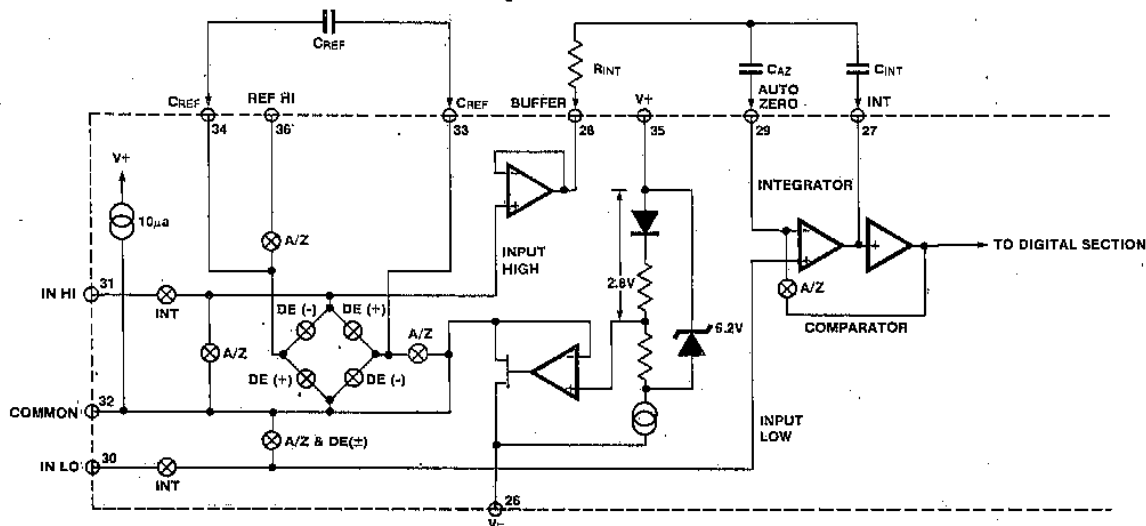 CREF
RINT
CAZ
CINT
CREF
REF HI
CREF
BUFFER
V+
AUTO
ZERO
INT
34
36
33
28
35
29
27
V+
10µa
A/Z
INTEGRATOR
TO DIGITAL SECTION
INPUT
HIGH
2.8V
31
IN HI
INT
DE (-)
DE (+)
A/Z
6.2V
A/Z
COMPARATOR
A/Z
DE (+)
DE (-)
32
COMMON
INPUT
LOW
A/Z & DE(±)
30
IN LO
INT
26
V-